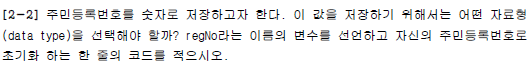 [2-2] 주민등록번호를 숫자로 저장하고자 한다. 이 값을 저장하기 위해서는 어떤 자료형
(data type)을 선택해야 할까? regNo라는 이름의 변수를 선언하고 자신의 주민등록번호로
초기화 하는 한 줄의 코드를 적으시오.